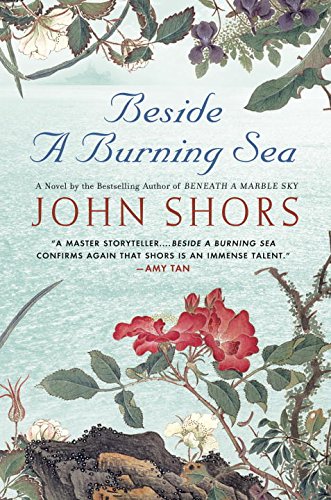 Beside
A Burning Sea
A Novel by the Bestselling Author of BENEATH A MARBLE SKY
JOHN SHORS
"A MASTER STORYTELLER....BESIDE A BURNING SEA
CONFIRMS AGAIN THAT SHORS IS AN IMMENSE TALENT."
—AMY TAN